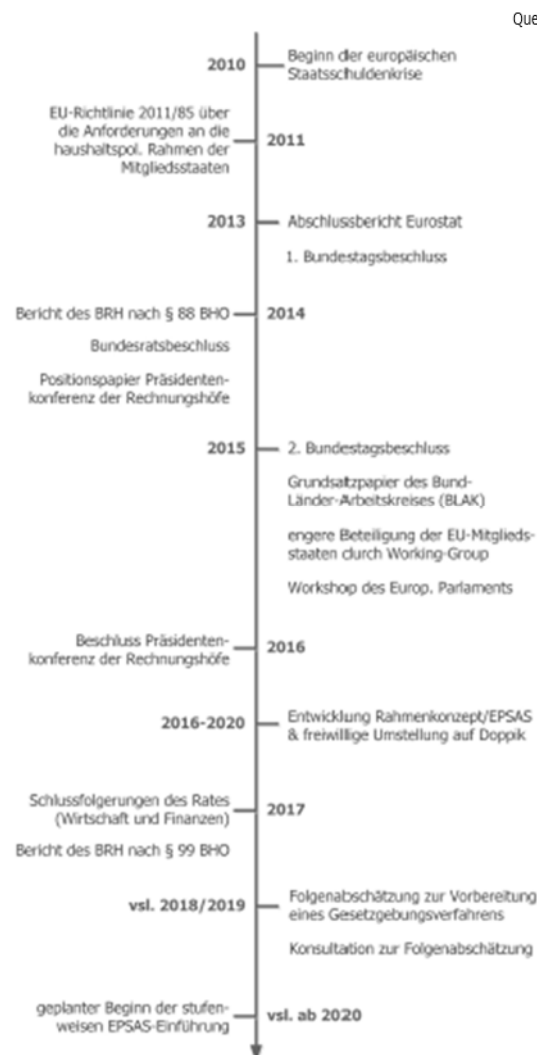 Que
2010
Beginn der europäischen
Staatsschuldenkrise
EU-Richtlinie 2011/85 über
die Anforderungen an die
haushaltspol. Rahmen der
Mitgliedsstaaten
2011
2013
Abschlussbericht Eurostat
1. Bundestagsbeschluss
Bericht des BRH nach § 88 BHO
2014
Bundesratsbeschluss
Positionspapier Präsidenten-
konferenz der Rechnungshöfe
2015
2. Bundestagsbeschluss
Grundsatzpapier des Bund-
Länder-Arbeitskreises (BLAK)
engere Beteiligung der EU-Mitglieds-
staaten durch Working-Group
Workshop des Europ. Parlaments
Beschluss Präsidenten-
konferenz der Rechnungshöfe
2016
2016-2020
Entwicklung Rahmenkonzept/EPSAS
& freiwillige Umstellung auf Doppik
Schlussfolgerungen des Rates
(Wirtschaft und Finanzen)
2017
Bericht des BRH nach § 99 BHO
vsl. 2018/2019
Folgenabschätzung zur Vorbereitung
eines Gesetzgebungsverfahrens
Konsultation zur Folgenabschätzung
geplanter Beginn der stufen-
weisen EPSAS-Einführung
vsl. ab 2020